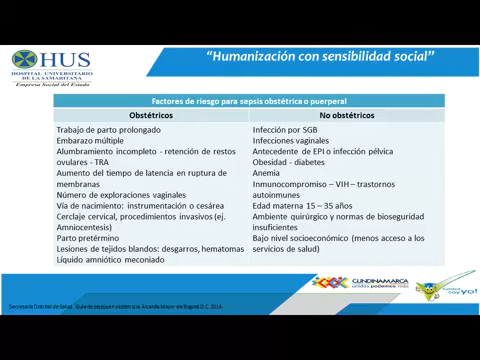 HUS
HOSPITAL UNIVERSITARIO
DE LA SAMARITANA
Empresa Social del Estado
“Humanización con sensibilidad social”
Factores de riesgo para sepsis obstétrica o puerperal
Obstétricos
Trabajo de parto prolongado
Embarazo múltiple
Alumbramiento incompleto - retención de restos
ovulares - TRA
Aumento del tiempo de latencia en ruptura de
membranas
Número de exploraciones vaginales
Vía de nacimiento: instrumentación o cesárea
Cerclaje cervical, procedimientos invasivos (ej.
Amniocentesis)
Parto pretérmino
Lesiones de tejidos blandos: desgarros, hematomas
Líquido amniótico meconiado
No obstétricos
Infección por SGB
Infecciones vaginales
Antecedente de EPI o infección pélvica
Obesidad - diabetes
Anemia
Inmunocompromiso – VIH – trastornos
autoinmunes
Edad materna 15 – 35 años
Ambiente quirúrgico y normas de bioseguridad
insuficientes
Bajo nivel socioeconómico (menos acceso a los
servicios de salud)
CUNDINAMARCA
unidos podemos más
soy yo!
Secretaría Distrital de Salud. Guía de sepsis en obstetricia. Alcaldía Mayor de Bogotá D.C. 2014